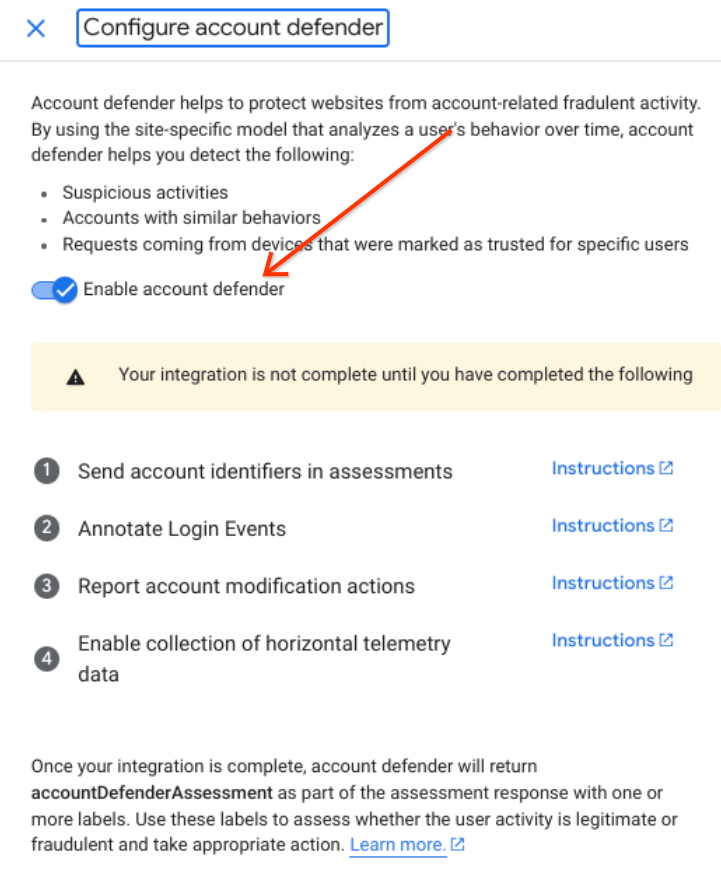 Configure account defender
Account defender helps to protect websites from account-related fradulent activity.
By using the site-specific model that analyzes a user's behavior over time, account
defender helps you detect the following:
• Suspicious activities
• Accounts with similar behaviors
• Requests coming from devices that were marked as trusted for specific users
Enable account defender
Your integration is not complete until you have completed the following
1 Send account identifiers in assessments Instructions
2 Annotate Login Events Instructions
3 Report account modification actions Instructions
4 Enable collection of horizontal telemetry Instructions
data
Once your integration is complete, account defender will return
accountDefenderAssessment as part of the assessment response with one or
more labels. Use these labels to assess whether the user activity is legitimate or
fraudulent and take appropriate action. Learn more.